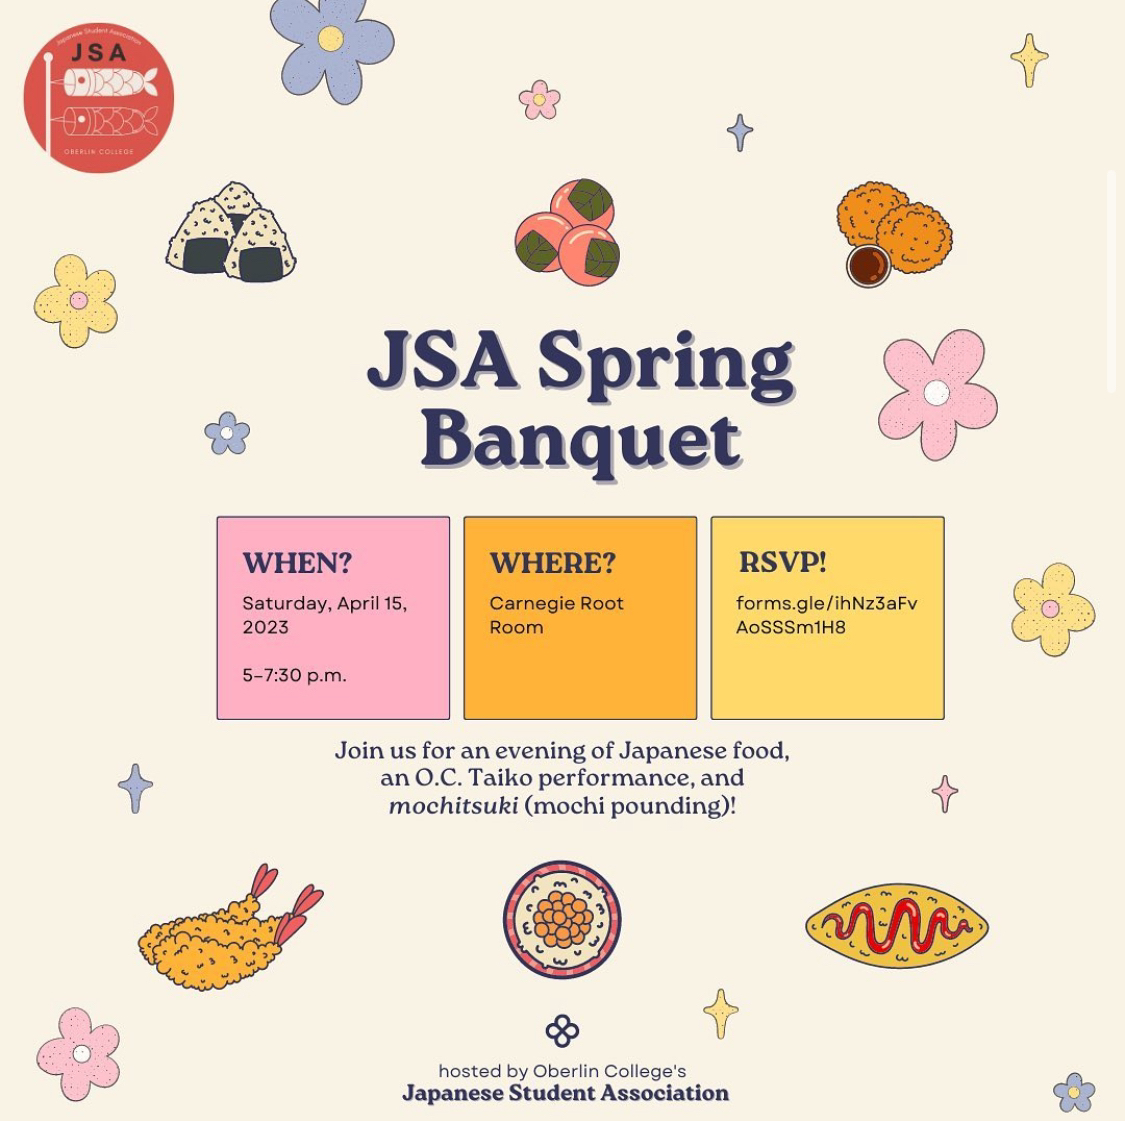 Japanese Student Association
JSA
OBERLIN COLLEGE
JSA Spring
Banquet
WHEN?
Saturday, April 15,
2023
5–7:30 p.m.
WHERE?
Carnegie Root
Room
RSVP!
forms.gle/ihNz3aFv
AoSSSm1H8
Join us for an evening of Japanese food,
an O.C. Taiko performance, and
mochitsuki (mochi pounding)!
hosted by Oberlin College's
Japanese Student Association